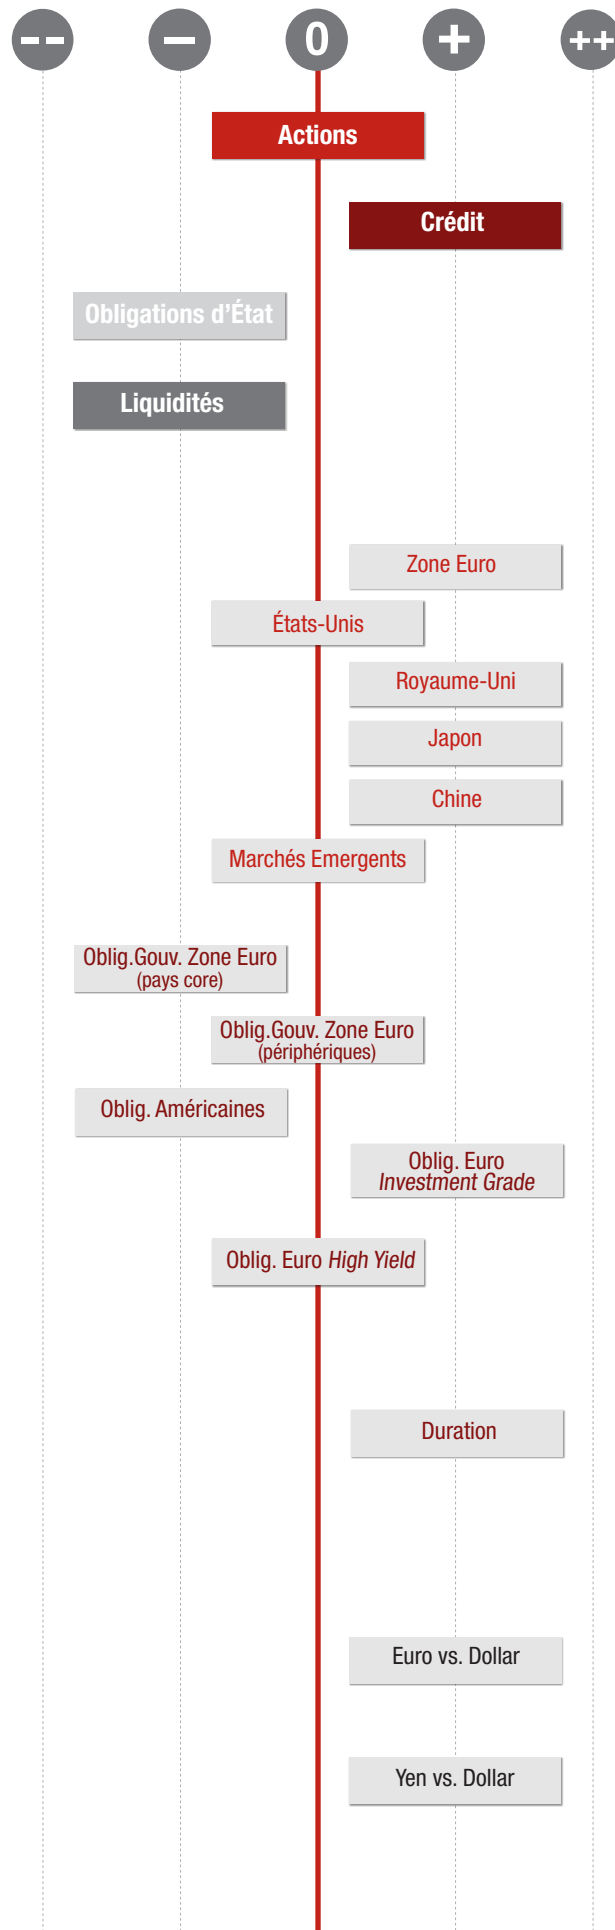 -- - 0 + ++
Actions
Crédit
Obligations d’État
Liquidités
Zone Euro
États-Unis
Royaume-Uni
Japon
Chine
Marchés Emergents
Oblig.Gouv. Zone Euro
(pays core)
Oblig.Gouv. Zone Euro
(périphériques)
Oblig. Américaines
Oblig. Euro
Investment Grade
Oblig. Euro High Yield
Duration
Euro vs. Dollar
Yen vs. Dollar